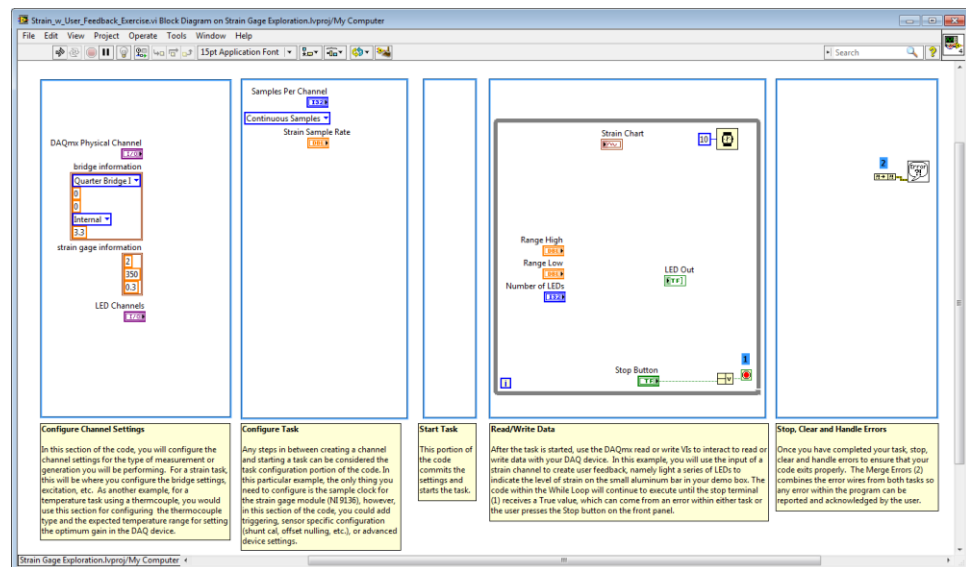 Strain_w_User_Feedback_Exercise.vi Block Diagram on Strain Gage Exploration.lvproj/My Computer
File Edit View Project Operate Tools Window Help
15pt Application Font
Search
4
DAQmx Physical Channel
I/O
bridge information
Quarter Bridge I
0
0
Internal
3.3
strain gage information
2
350
0.3
LED Channels
I/O
Samples Per Channel
I32
Continuous Samples
Strain Sample Rate
DBL
Strain Chart
10
Range High
DBL
Range Low
DBL
Number of LEDs
I32
LED Out
TF
Stop Button
TF
i
1
2
Error
?!
Configure Channel Settings
In this section of the code, you will configure the
channel settings for the type of measurement or
generation you will be performing. For a strain task,
this will be where you configure the bridge settings,
excitation, etc. As another example, for a
temperature task using a thermocouple, you would
use this section for configuring the thermocouple
type and the expected temperature range for setting
the optimum gain in the DAQ device.
Configure Task
Any steps in between creating a channel
and starting a task can be considered the
task configuration portion of the code. In
this particular example, the only thing you
need to configure is the sample clock for
the strain gage module (NI 9136), however,
in this section of the code, you could add
triggering, sensor specific configuration
(shunt cal, offset nulling, etc.), or advanced
device settings.
Start Task
This portion of
the code
commits the
settings and
starts the task.
Read/Write Data
After the task is started, use the DAQmx read or write VIs to interact to read or
write data with your DAQ device. In this example, you will use the input of a
strain channel to create user feedback, namely light a series of LEDs to
indicate the level of strain on the small aluminum bar in your demo box. The
code within the While Loop will continue to execute until the stop terminal
(1) receives a True value, which can come from an error within either task or
the user presses the Stop button on the front panel.
Stop, Clear and Handle Errors
Once you have completed your task, stop,
clear and handle errors to ensure that your
code exits properly. The Merge Errors (2)
combines the error wires from both tasks so
any error within the program can be
reported and acknowledged by the user.
Strain Gage Exploration.lvproj/My Computer